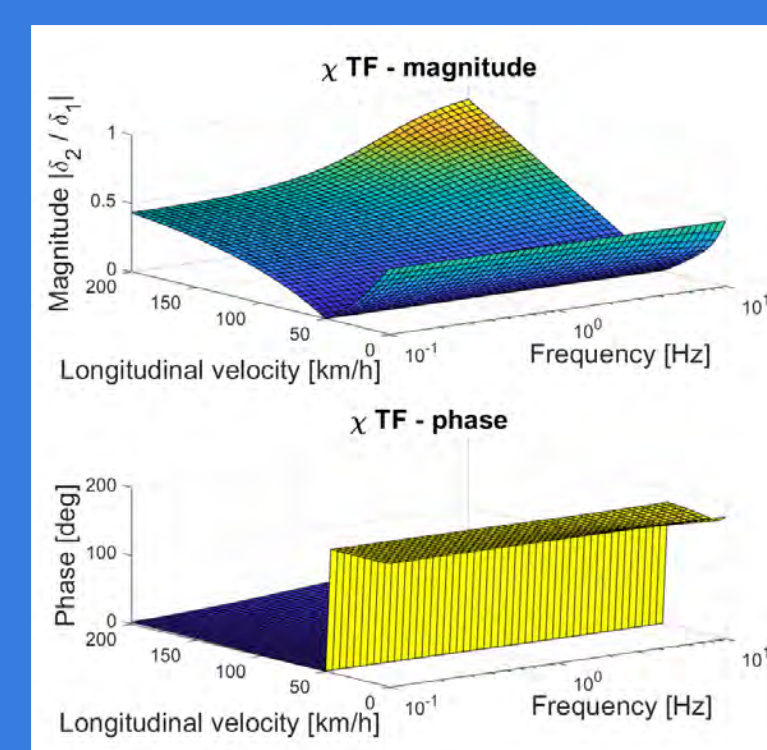 χ TF - magnitude
Magnitude |δ₂ / δ₁|
1
0.5
0
200
150
100
50
0
10⁻¹
10⁰
10¹
Longitudinal velocity [km/h]
Frequency [Hz]
χ TF - phase
Phase [deg]
200
100
0
200
150
100
50
0
10⁻¹
10⁰
10¹
Longitudinal velocity [km/h]
Frequency [Hz]